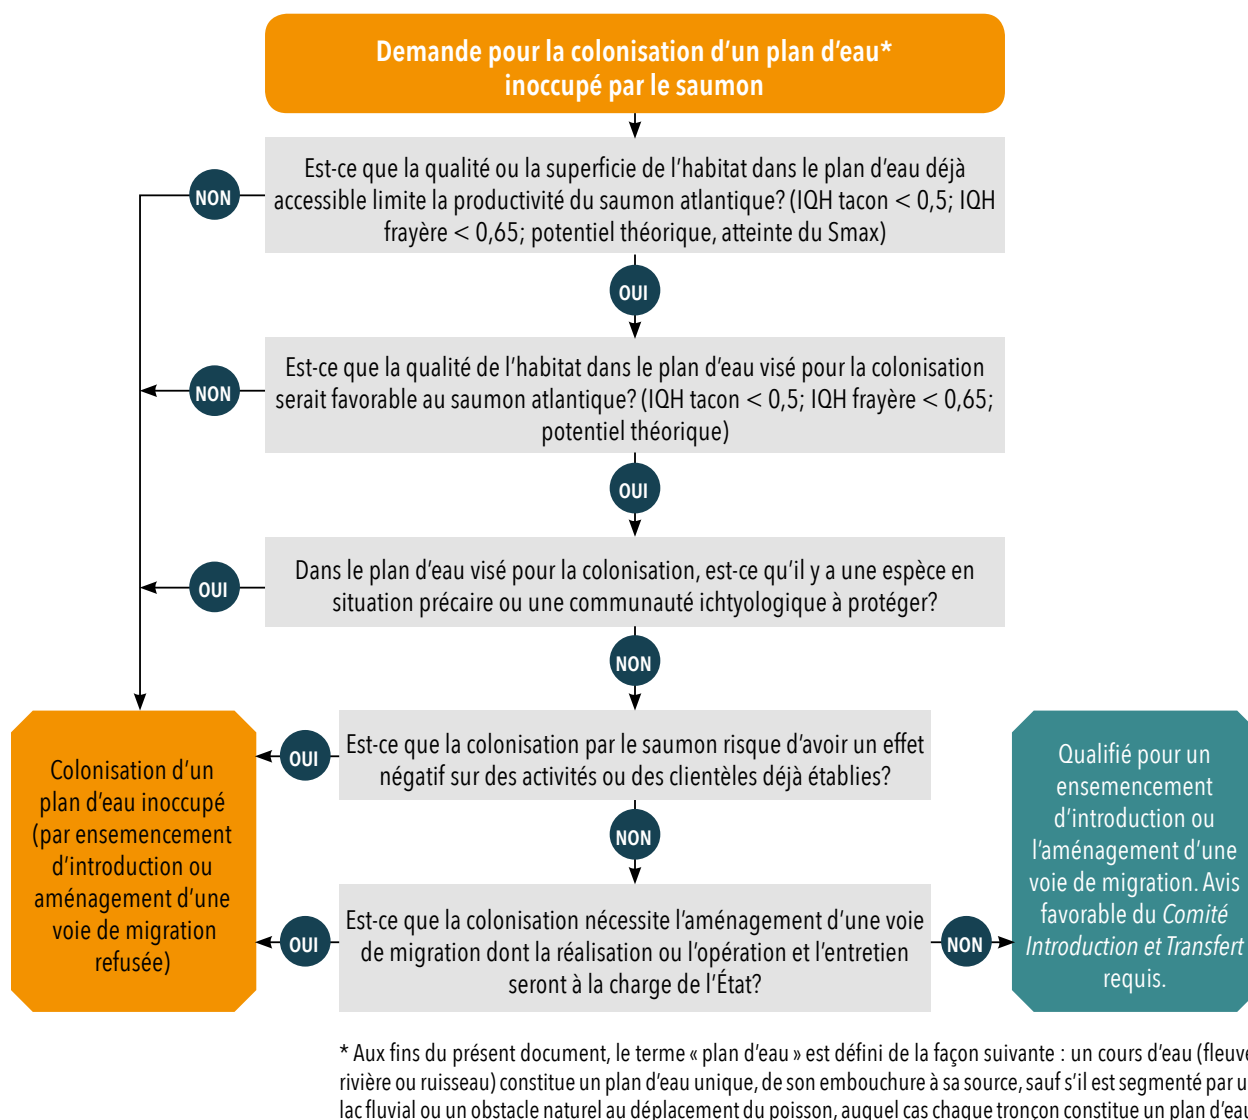 Demande pour la colonisation d'un plan d'eau*
inoccupé par le saumon
Est-ce que la qualité ou la superficie de l'habitat dans le plan d'eau déjà
accessible limite la productivité du saumon atlantique? (IQH tacon < 0,5; IQH
frayère < 0,65; potentiel théorique, atteinte du Smax)
NON
OUI
Est-ce que la qualité de l'habitat dans le plan d'eau visé pour la colonisation
serait favorable au saumon atlantique? (IQH tacon < 0,5; IQH frayère < 0,65;
potentiel théorique)
NON
OUI
Dans le plan d'eau visé pour la colonisation, est-ce qu'il y a une espèce en
situation précaire ou une communauté ichtyologique à protéger?
OUI
NON
Est-ce que la colonisation par le saumon risque d'avoir un effet
négatif sur des activités ou des clientèles déjà établies?
OUI
NON
Est-ce que la colonisation nécessite l'aménagement d'une voie
de migration dont la réalisation ou l'opération et l'entretien
seront à la charge de l'État?
OUI
NON
Colonisation d'un
plan d'eau inoccupé
(par ensemencement
d'introduction ou
aménagement d'une
voie de migration
refusée)
Qualifié pour un
ensemencement
d'introduction ou
l'aménagement d'une
voie de migration. Avis
favorable du Comité
Introduction et Transfert
requis.
* Aux fins du présent document, le terme « plan d'eau » est défini de la façon suivante : un cours d'eau (fleuve
rivière ou ruisseau) constitue un plan d'eau unique, de son embouchure à sa source, sauf s'il est segmenté par u
lac fluvial ou un obstacle naturel au déplacement du poisson, auquel cas chaque tronçon constitue un plan d'eau